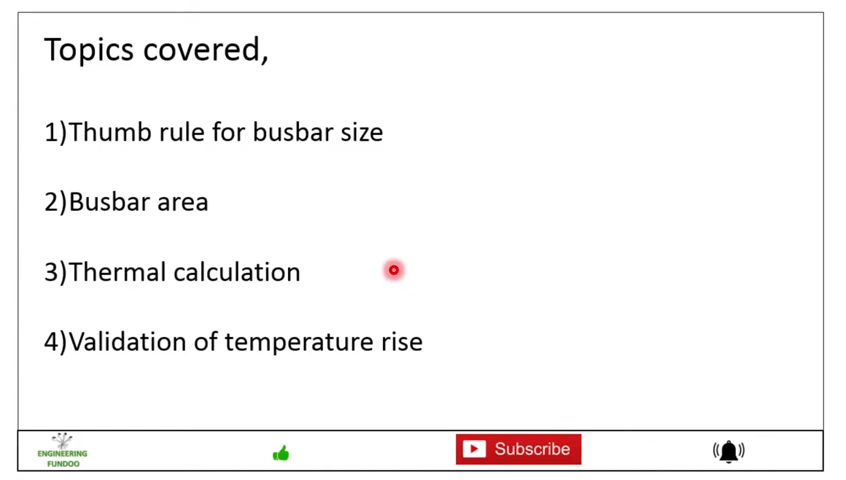 Topics covered,
1)Thumb rule for busbar size
2)Busbar area
3)Thermal calculation
4)Validation of temperature rise
ENGINEERING
FUNDOO
Subscribe